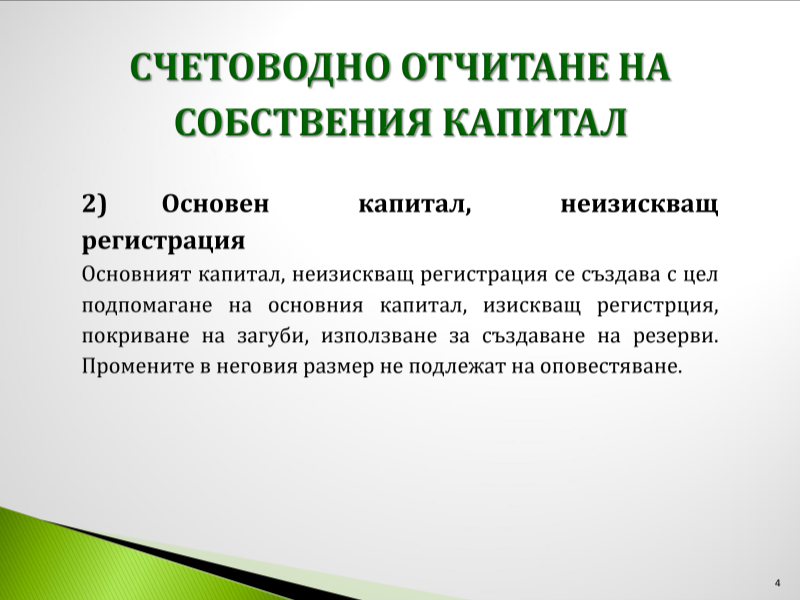 СЧЕТОВОДНО ОТЧИТАНЕ НА
СОБСТВЕНИЯ КАПИТАЛ
2) Основен капитал, неизискващ
регистрация
Основният капитал, неизискващ регистрация се създава с цел
подпомагане на основния капитал, изискващ регистрция,
покриване на загуби, използване за създаване на резерви.
Промените в неговия размер не подлежат на оповестяване.
4